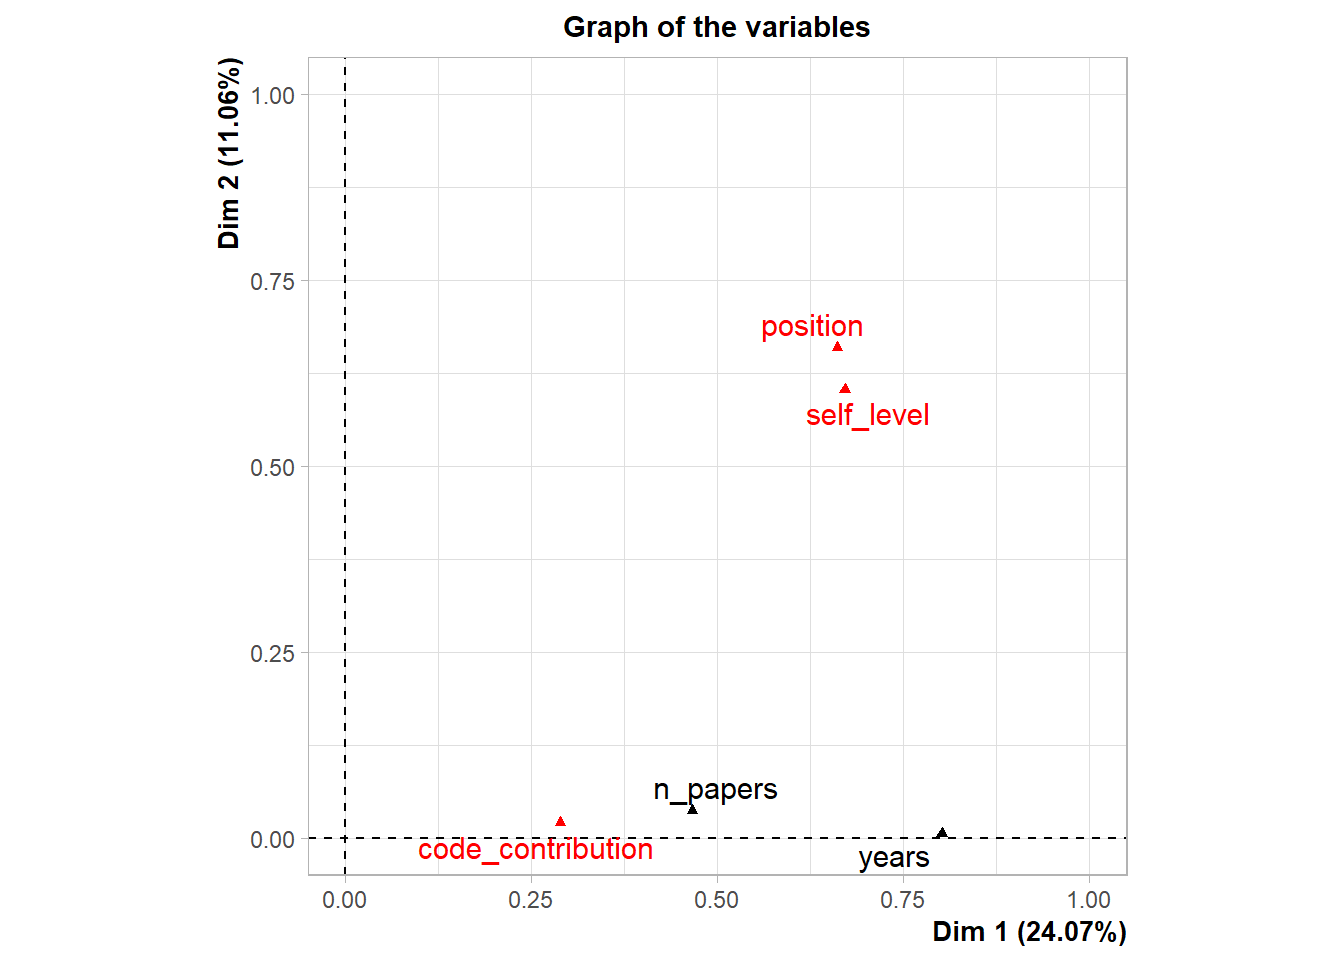 Graph of the variables
Dim 2 (11.06%)
1.00
0.75
0.50
0.25
0.00
position
self_level
n_papers
code_contribution
years
0.00 0.25 0.50 0.75 1.00
Dim 1 (24.07%)